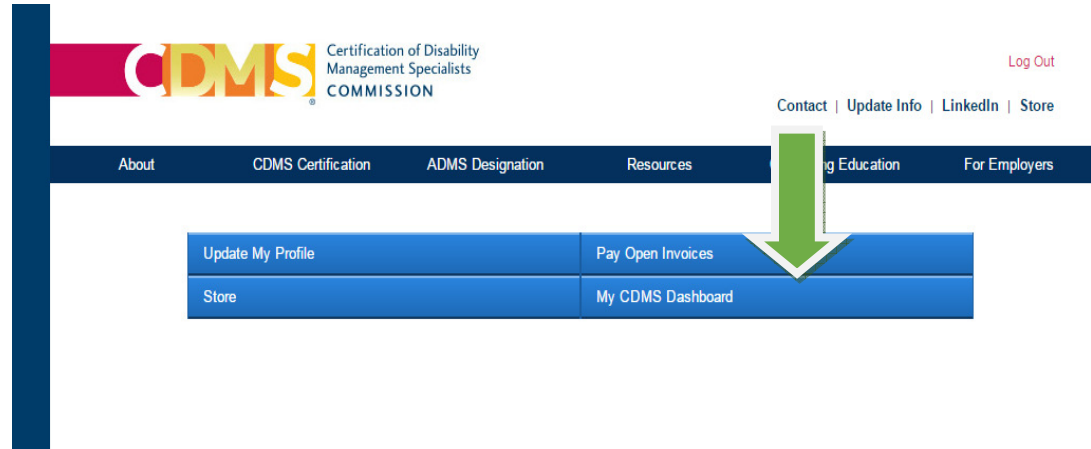 CDMS
Certification of Disability
Management Specialists
COMMISSION
®
Log Out
Contact | Update Info | LinkedIn | Store
About CDMS Certification ADMS Designation Resources Education For Employers
Update My Profile Pay Open Invoices
Store My CDMS Dashboard